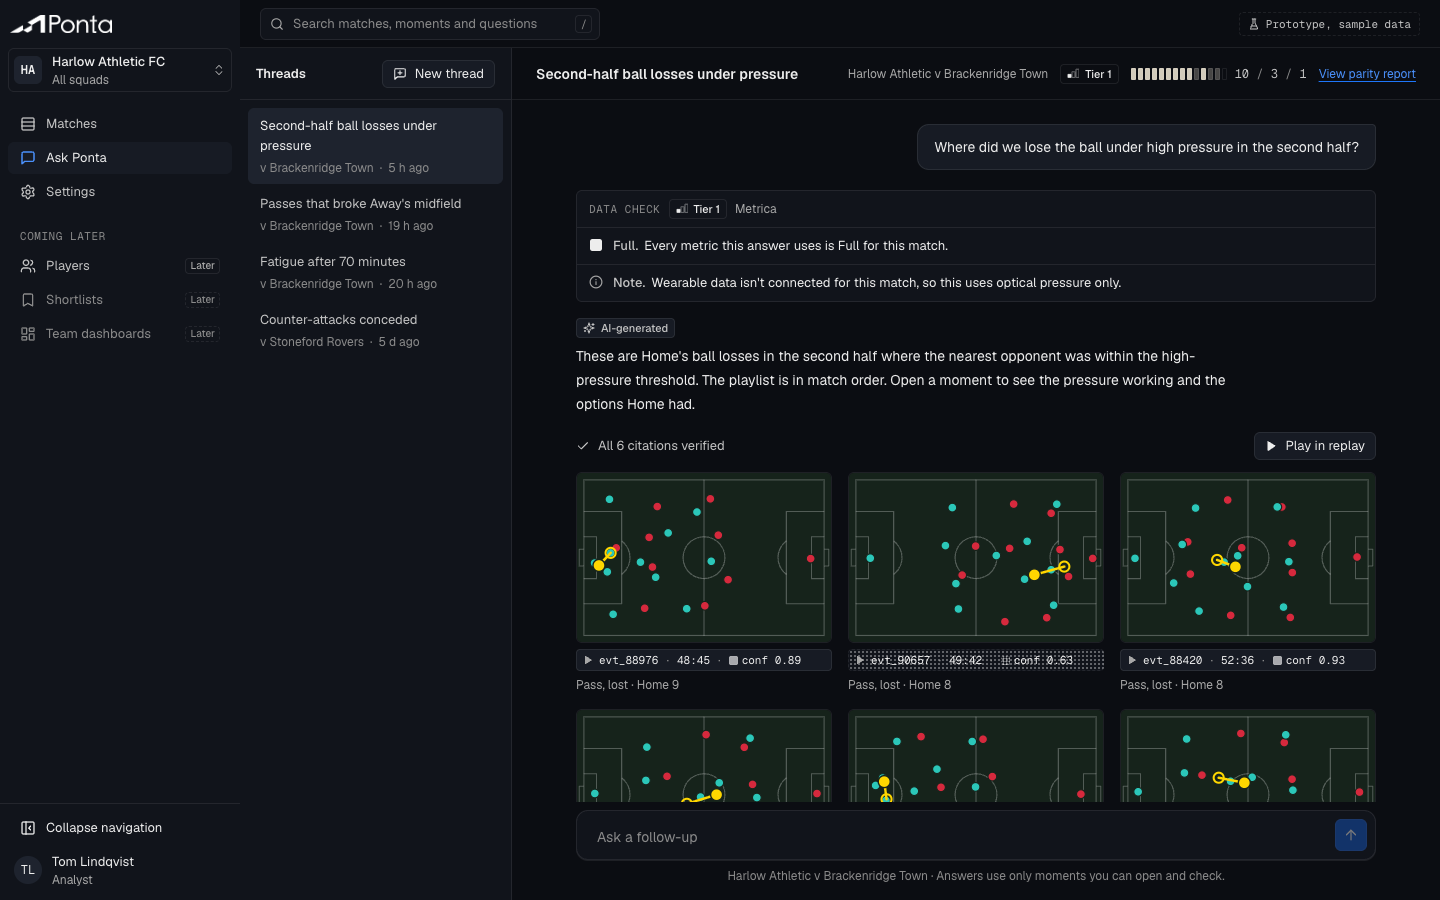 Ponta
Search matches, moments and questions
/
Prototype, sample data
HA
Harlow Athletic FC
All squads
Matches
Ask Ponta
Settings
COMING LATER
Players
Later
Shortlists
Later
Team dashboards
Later
Collapse navigation
TL
Tom Lindqvist
Analyst
Threads
New thread
Second-half ball losses under
pressure
v Brackenridge Town · 5 h ago
Passes that broke Away's midfield
v Brackenridge Town · 19 h ago
Fatigue after 70 minutes
v Brackenridge Town · 20 h ago
Counter-attacks conceded
v Stoneford Rovers · 5 d ago
Second-half ball losses under pressure
Harlow Athletic v Brackenridge Town
Tier 1
10 / 3 / 1
View parity report
Where did we lose the ball under high pressure in the second half?
DATA CHECK
Tier 1
Metrica
Full. Every metric this answer uses is Full for this match.
Note. Wearable data isn't connected for this match, so this uses optical pressure only.
AI-generated
These are Home's ball losses in the second half where the nearest opponent was within the high-
pressure threshold. The playlist is in match order. Open a moment to see the pressure working and the
options Home had.
All 6 citations verified
Play in replay
evt_88976 · 48:45 · conf 0.89
Pass, lost · Home 9
evt_90657 49:42 conf 0.63
Pass, lost · Home 8
evt_88420 · 52:36 · conf 0.93
Pass, lost · Home 8
Ask a follow-up
Harlow Athletic v Brackenridge Town · Answers use only moments you can open and check.